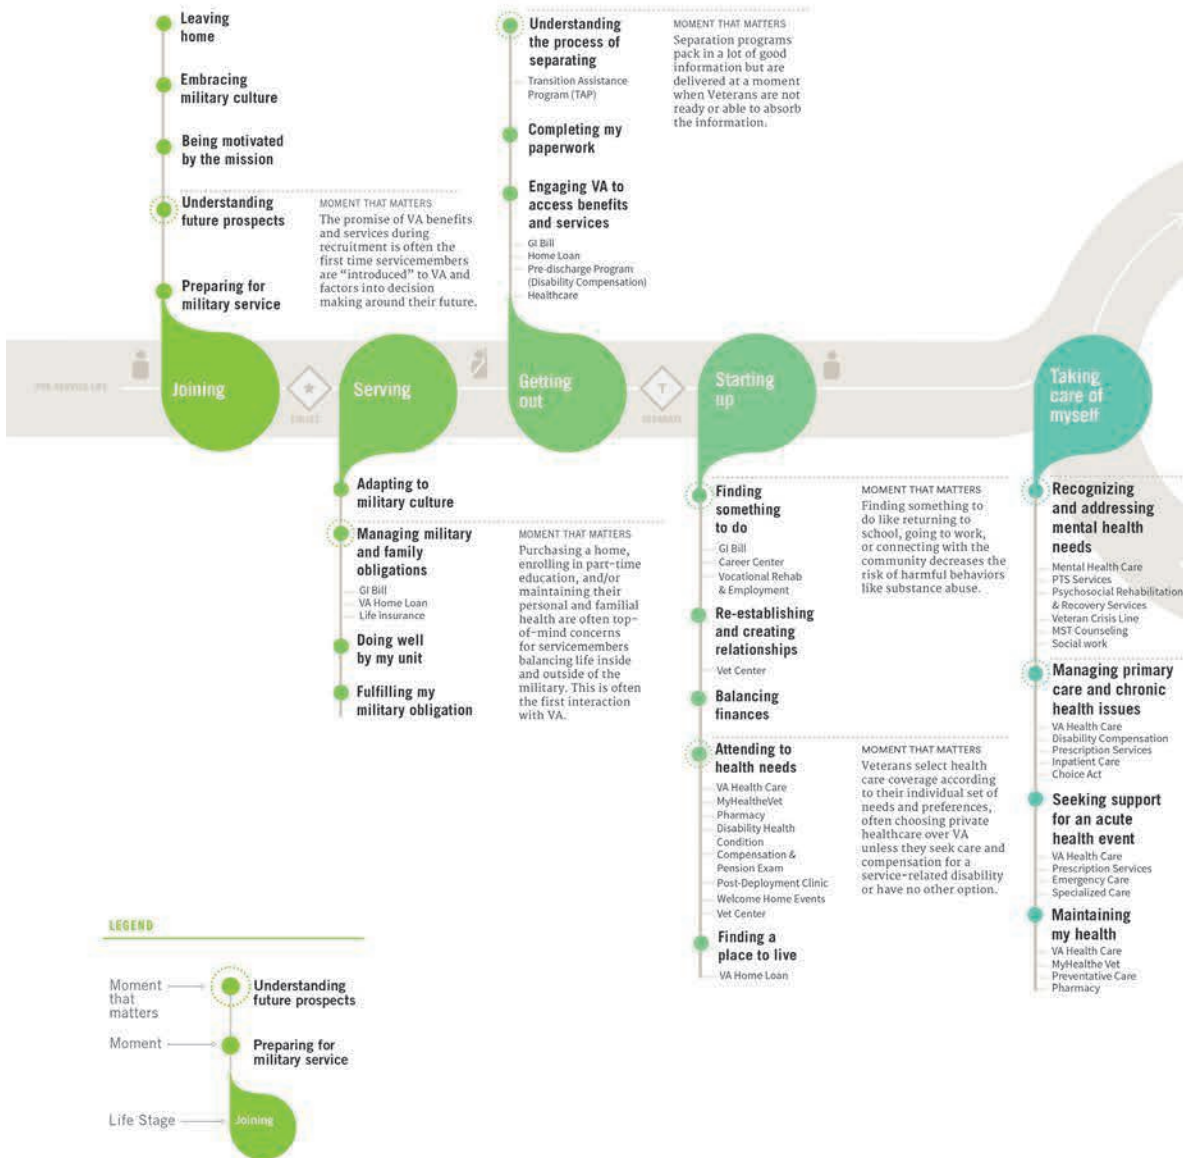 Leaving
home
Embracing
military culture
Being motivated
by the mission
Understanding
future prospects
MOMENT THAT MATTERS
The promise of VA benefits
and services during
recruitment is often the
first time servicemembers
are “introduced” to VA and
factors into decision
making around their future.
Preparing for
military service
Understanding
the process of
separating
Transition Assistance
Program (TAP)
MOMENT THAT MATTERS
Separation programs
pack in a lot of good
information but are
delivered at a moment
when Veterans are not
ready or able to absorb
the information.
Completing my
paperwork
Engaging VA to
access benefits
and services
GI Bill
Home Loan
Pre-discharge Program
(Disability Compensation)
Healthcare
PRE-SERVICE LIFE
Joining
ENLIST
Serving
Getting
out
T
SEPARATE
Starting
up
Taking
care of
myself
Adapting to
military culture
Managing military
and family
obligations
GI Bill
VA Home Loan
Life insurance
MOMENT THAT MATTERS
Purchasing a home,
enrolling in part-time
education, and/or
maintaining their
personal and familial
health are often top-
of-mind concerns
for servicemembers
balancing life inside
and outside of the
military. This is often
the first interaction
with VA.
Doing well
by my unit
Fulfilling my
military obligation
Finding
something
to do
GI Bill
Career Center
Vocational Rehab
& Employment
MOMENT THAT MATTERS
Finding something to
do like returning to
school, going to work,
or connecting with the
community decreases the
risk of harmful behaviors
like substance abuse.
Re-establishing
and creating
relationships
Vet Center
Balancing
finances
Attending to
health needs
VA Health Care
MyHealtheVet
Pharmacy
Disability Health
Condition
Compensation &
Pension Exam
Post-Deployment Clinic
Welcome Home Events
Vet Center
MOMENT THAT MATTERS
Veterans select health
care coverage according
to their individual set of
needs and preferences,
often choosing private
healthcare over VA
unless they seek care and
compensation for a
service-related disability
or have no other option.
Finding a
place to live
VA Home Loan
Recognizing
and addressing
mental health
needs
Mental Health Care
PTS Services
Psychosocial Rehabilitation
& Recovery Services
Veteran Crisis Line
MST Counseling
Social work
Managing primary
care and chronic
health issues
VA Health Care
Disability Compensation
Prescription Services
Inpatient Care
Choice Act
Seeking support
for an acute
health event
VA Health Care
Prescription Services
Emergency Care
Specialized Care
Maintaining
my health
VA Health Care
MyHealthe Vet
Preventative Care
Pharmacy
LEGEND
Moment
that
matters
Understanding
future prospects
Moment
Preparing for
military service
Life Stage
Joining